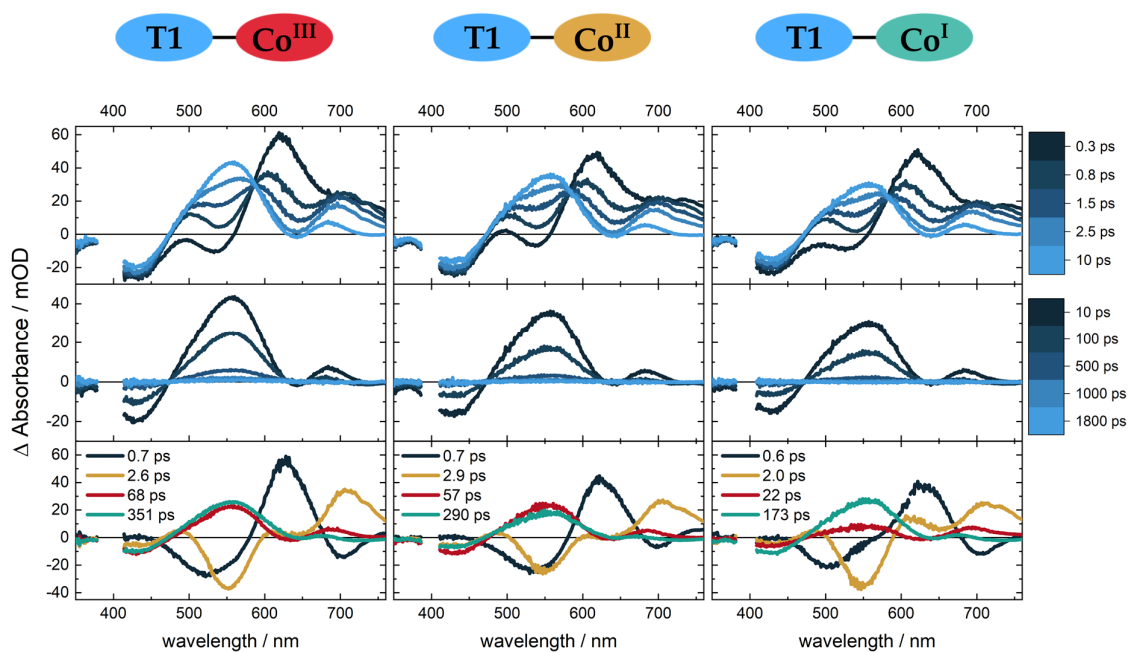 T1 Co^III T1 Co^II T1 Co^I
400 500 600 700 400 500 600 700 400 500 600 700
60
40
20
0
-20
0.3 ps
0.8 ps
1.5 ps
2.5 ps
10 ps
40
20
0
-20
10 ps
100 ps
500 ps
1000 ps
1800 ps
Δ Absorbance / mOD
60
40
20
0
-20
-40
0.7 ps
2.6 ps
68 ps
351 ps
0.7 ps
2.9 ps
57 ps
290 ps
0.6 ps
2.0 ps
22 ps
173 ps
400 500 600 700 400 500 600 700 400 500 600 700
wavelength / nm wavelength / nm wavelength / nm